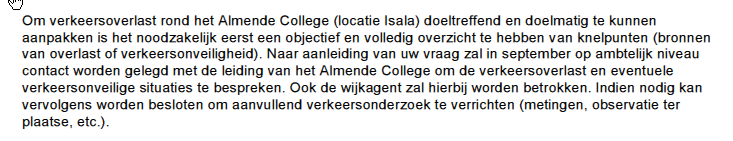 Om verkeersoverlast rond het Almende College (locatie Isala) doeltreffend en doelmatig te kunnen
aanpakken is het noodzakelijk eerst een objectief en volledig overzicht te hebben van knelpunten (bronnen
van overlast of verkeersonveiligheid). Naar aanleiding van uw vraag zal in september op ambtelijk niveau
contact worden gelegd met de leiding van het Almende College om de verkeersoverlast en eventuele
verkeersonveilige situaties te bespreken. Ook de wijkagent zal hierbij worden betrokken. Indien nodig kan
vervolgens worden besloten om aanvullend verkeersonderzoek te verrichten (metingen, observatie ter
plaatse, etc.).